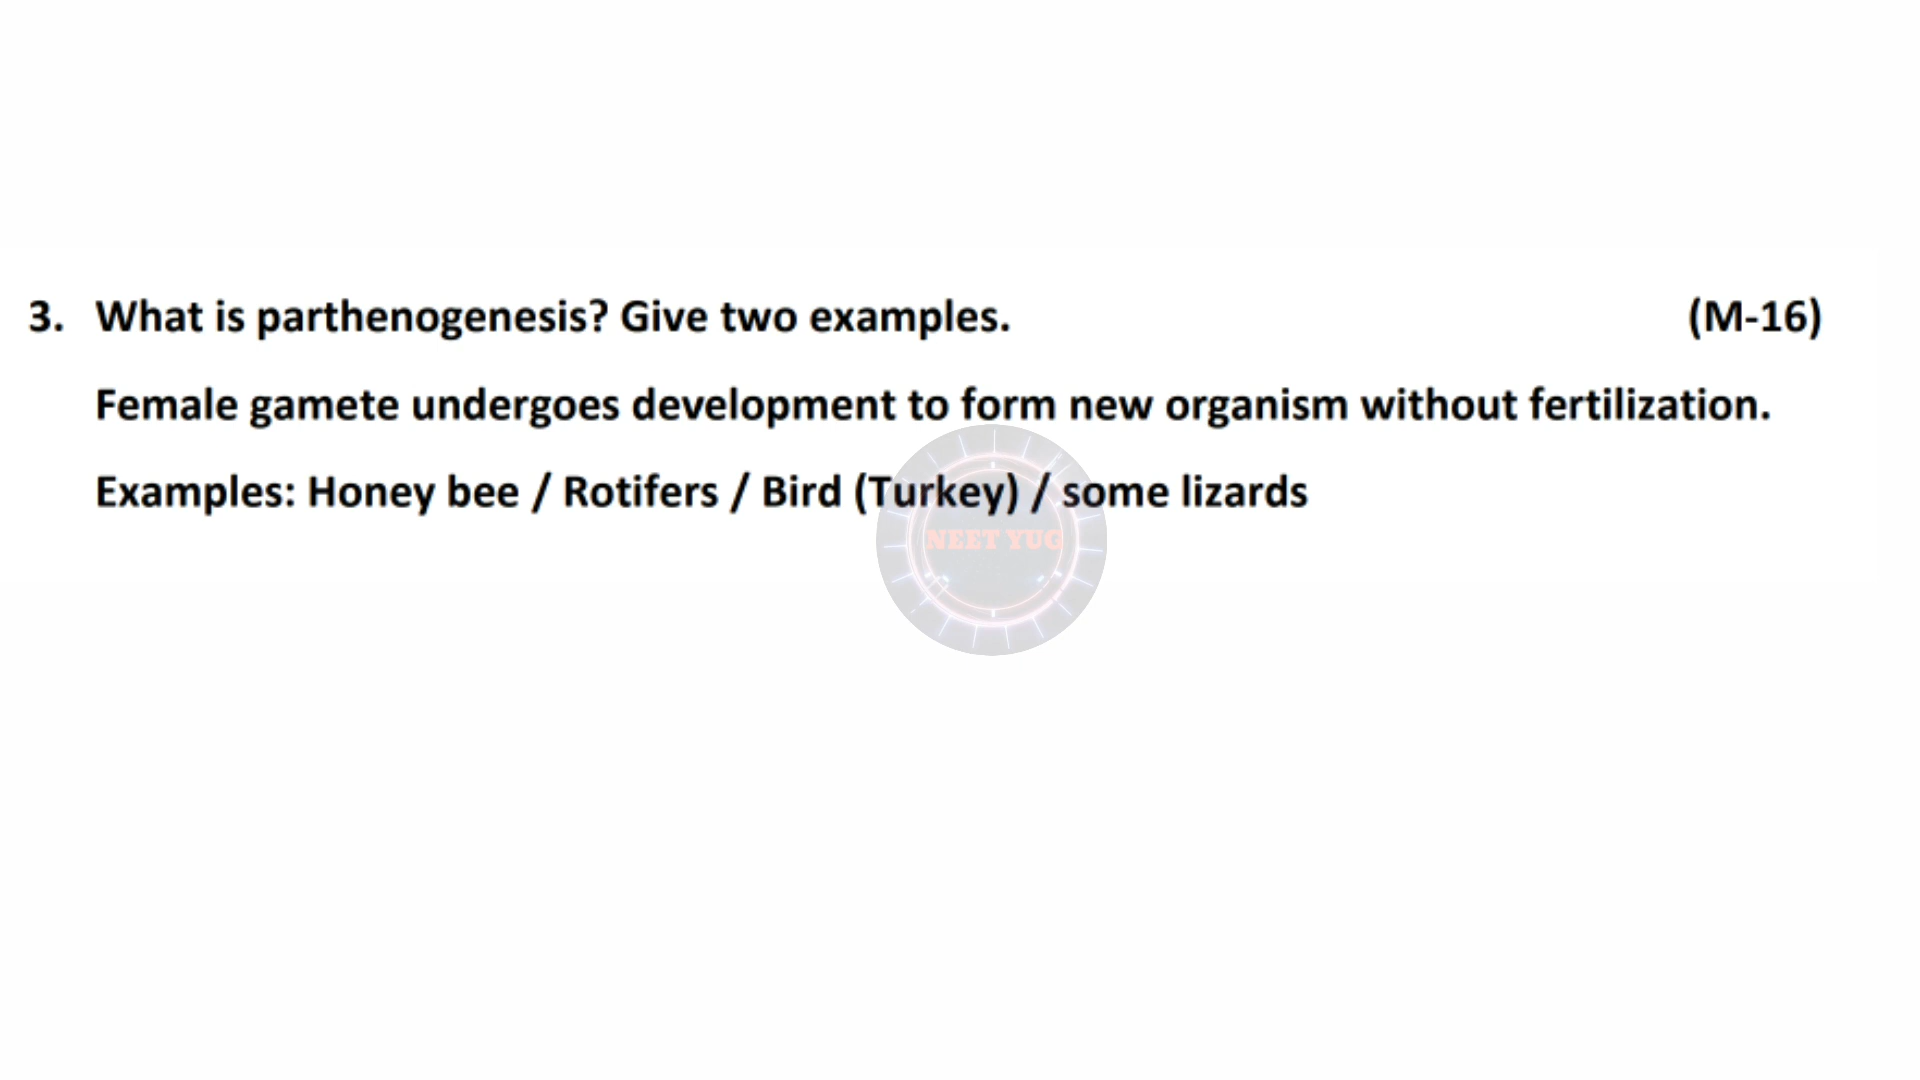 3. What is parthenogenesis? Give two examples. (M-16)
Female gamete undergoes development to form new organism without fertilization.
Examples: Honey bee / Rotifers / Bird (Turkey) / some lizards
NEET YUG